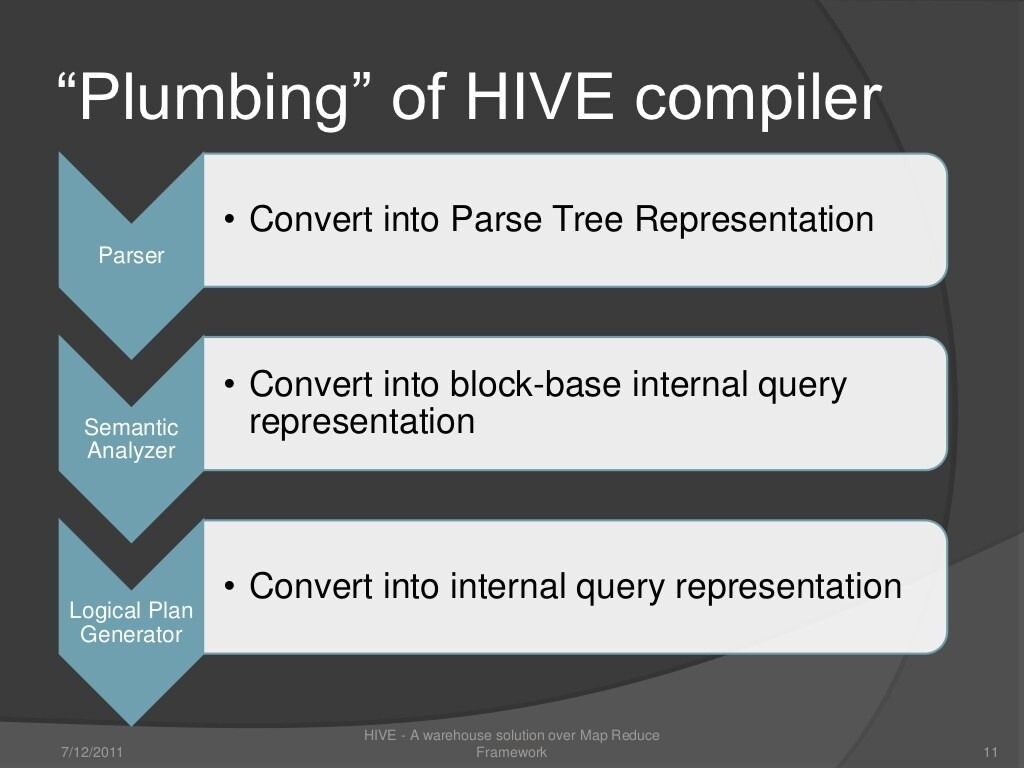 “Plumbing” of HIVE compiler
Parser
• Convert into Parse Tree Representation
Semantic
Analyzer
• Convert into block-base internal query
representation
Logical Plan
Generator
• Convert into internal query representation
7/12/2011
HIVE - A warehouse solution over Map Reduce
Framework
11